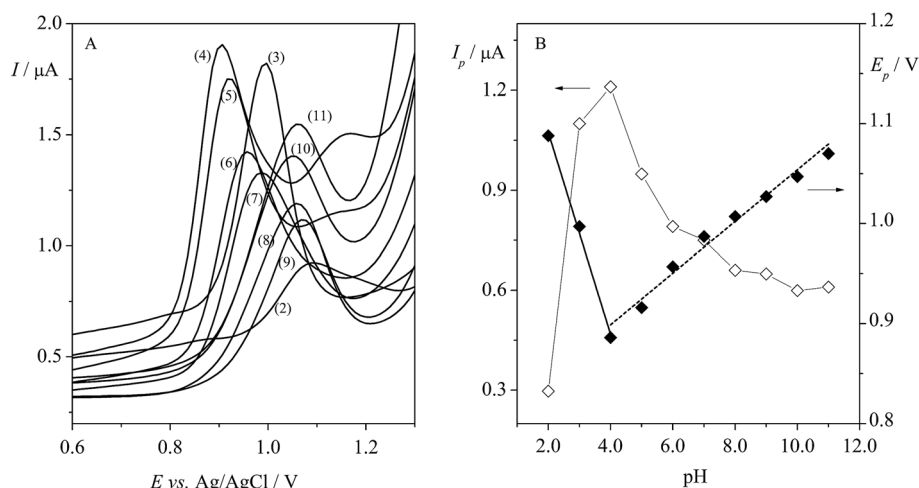 A
I / μA
2.0
1.5
1.0
0.5
(4)
(3)
(5)
(11)
(6)
(10)
(7)
(8)
(9)
(2)
0.6 0.8 1.0 1.2
E vs. Ag/AgCl / V
B
I_p / μA
1.2
0.9
0.6
0.3
E_p / V
1.2
1.1
1.0
0.9
0.8
2.0 4.0 6.0 8.0 10.0 12.0
pH